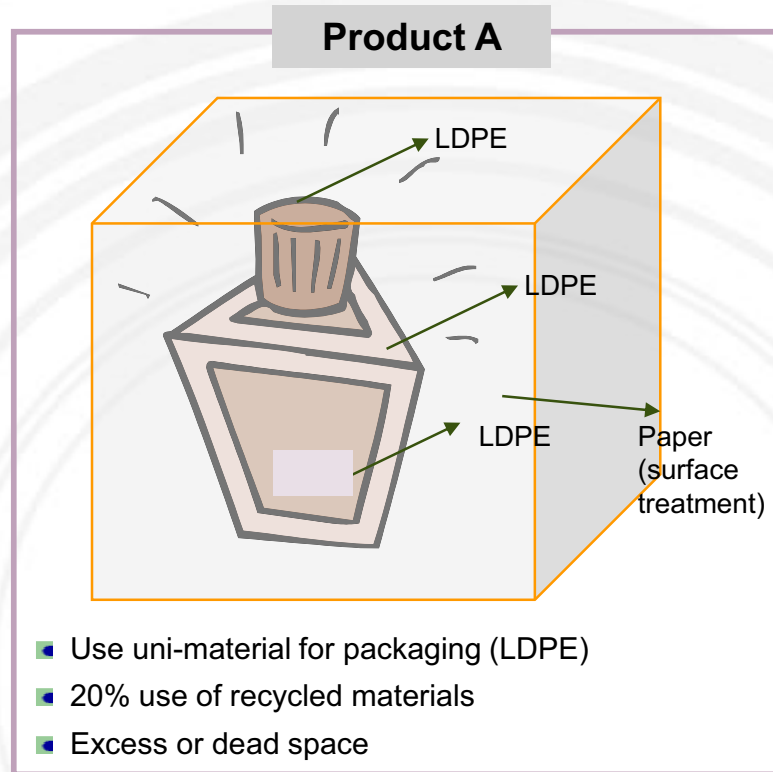 Product A
LDPE
LDPE
LDPE
Paper
(surface
treatment)
Use uni-material for packaging (LDPE)
20% use of recycled materials
Excess or dead space